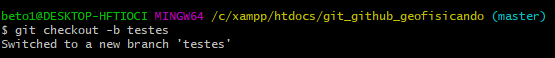 beto1@DESKTOP-HFTIOCI MINGW64 /c/xampp/htdocs/git_github_geofisicando (master)
$ git checkout -b testes
Switched to a new branch 'testes'